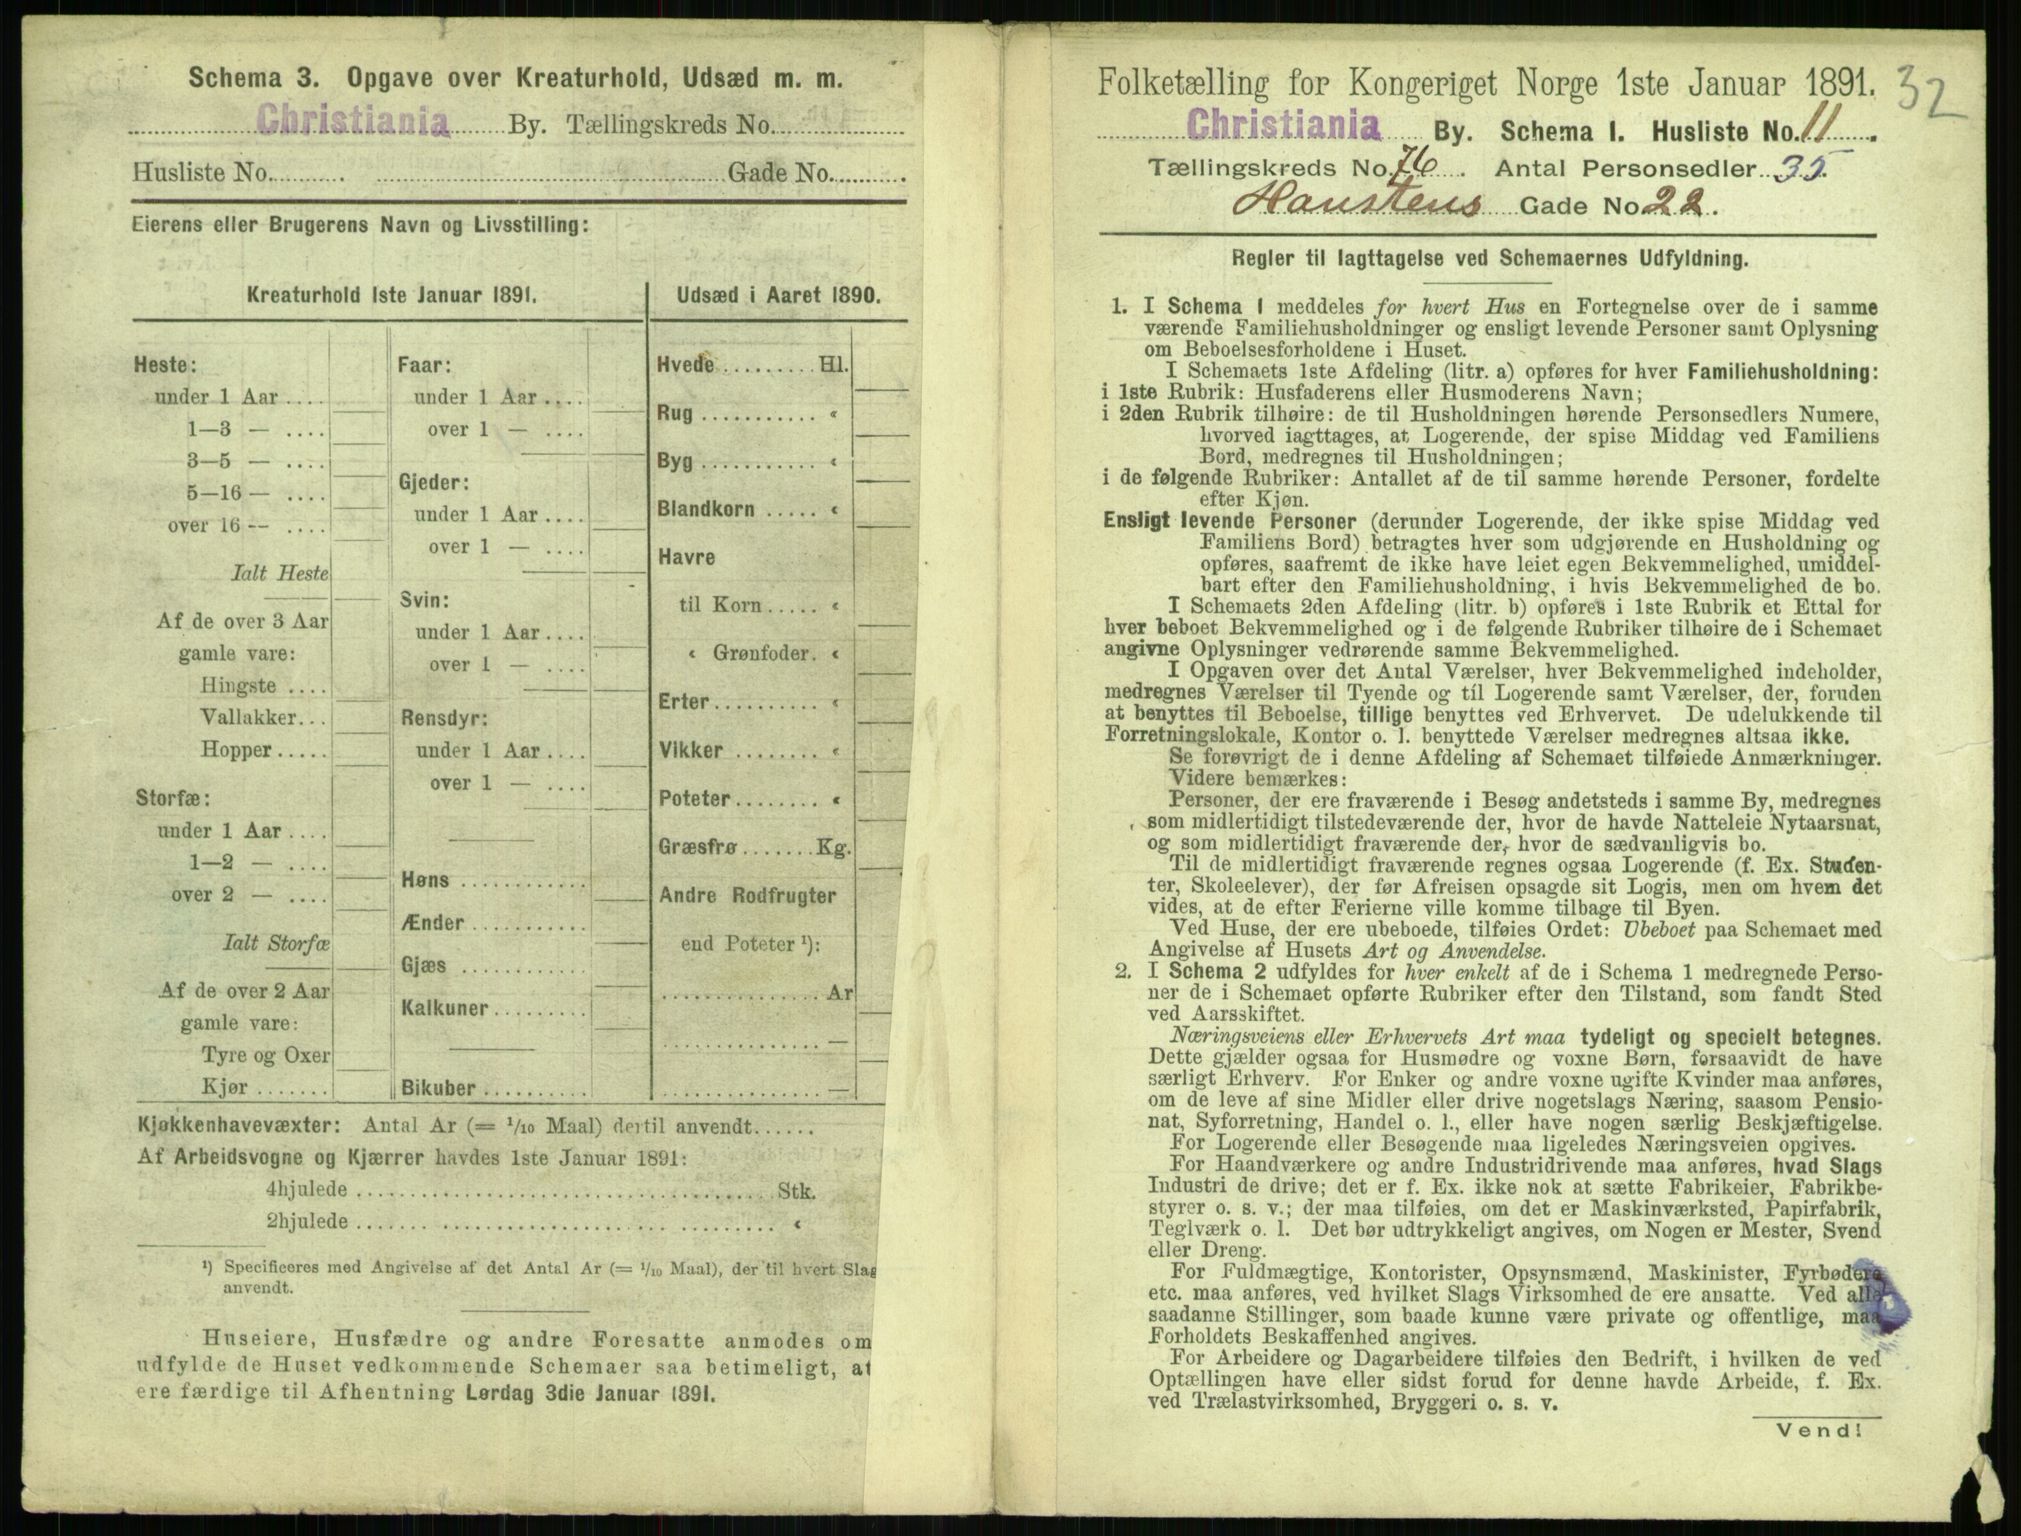 Schema 3. Opgave over Kreaturhold, Udsæd m. m.
Christiania By. Tællingskreds No.
Husliste No. Gade No.
Eierens eller Brugerens Navn og Livsstilling:
Kreaturhold 1ste Januar 1891.
Heste:
under 1 Aar ....
1—3 — ....
3—5 — ....
5—16 — ....
over 16 — ....
Ialt Heste
Af de over 3 Aar
gamle vare:
Hingste ....
Vallakker...
Hopper.....
Storfæ:
under 1 Aar ....
1—2 — ....
over 2 — ....
Ialt Storfæ
Af de over 2 Aar
gamle vare:
Tyre og Oxer
Kjør.......
Faar:
under 1 Aar ....
over 1 — ....
Gjeder:
under 1 Aar....
over 1 — ....
Svin:
under 1 Aar....
over 1 — ....
Rensdyr:
under 1 Aar....
over 1 — ....
Høns ...........
Ænder...........
Gjæs ...........
Kalkuner.........
Bikuber.........
Udsæd i Aaret 1890.
Hvede......... Hl.
Rug ........... «
Byg ........... «
Blandkorn ..... «
Havre
til Korn ..... «
« Grønfoder. «
Erter.......... «
Vikker ........ «
Poteter........ «
Græsfrø....... Kg.
Andre Rodfrugter
end Poteter ¹):
............... Ar
............... —
............... —
Kjøkkenhavevæxter: Antal Ar (= 1/10 Maal) dertil anvendt......
Af Arbeidsvogne og Kjærrer havdes 1ste Januar 1891:
4hjulede ........ Stk.
2hjulede ........ «
¹) Specificeres med Angivelse af det Antal Ar (= 1/10 Maal), der til hvert Slag
anvendt.
Huseiere, Husfædre og andre Foresatte anmodes om
udfylde de Huset vedkommende Schemaer saa betimeligt, at
ere færdige til Afhentning Lørdag 3die Januar 1891.
Folketælling for Kongeriget Norge 1ste Januar 1891. 32
Christiania By. Schema 1. Husliste No. 11.
Tællingskreds No. 76. Antal Personsedler 35.
Hanstens Gade No. 22.
Regler til Iagttagelse ved Schemaernes Udfyldning.
1. I Schema 1 meddeles for hvert Hus en Fortegnelse over de i samme
værende Familiehusholdninger og ensligt levende Personer samt Oplysning
om Beboelsesforholdene i Huset.
I Schemaets 1ste Afdeling (litr. a) opføres for hver Familiehusholdning:
i 1ste Rubrik: Husfaderens eller Husmoderens Navn;
i 2den Rubrik tilhøire: de til Husholdningen hørende Personsedlers Numere,
hvorved iagttages, at Logerende, der spise Middag ved Familiens
Bord, medregnes til Husholdningen;
i de følgende Rubriker: Antallet af de til samme hørende Personer, fordelte
efter Kjøn.
Ensligt levende Personer (derunder Logerende, der ikke spise Middag ved
Familiens Bord) betragtes hver som udgjørende en Husholdning og
opføres, saafremt de ikke have leiet egen Bekvemmelighed, umiddel-
bart efter den Familiehusholdning, i hvis Bekvemmelighed de bo.
I Schemaets 2den Afdeling (litr. b) opføres i 1ste Rubrik et Ettal for
hver beboet Bekvemmelighed og i de følgende Rubriker tilhøire de i Schemaet
angivne Oplysninger vedrørende samme Bekvemmelighed.
I Opgaven over det Antal Værelser, hver Bekvemmelighed indeholder,
medregnes Værelser til Tyende og til Logerende samt Værelser, der, foruden
at benyttes til Beboelse, tillige benyttes ved Erhvervet. De udelukkende til
Forretningslokale, Kontor o. l. benyttede Værelser medregnes altsaa ikke.
Se forøvrigt de i denne Afdeling af Schemaet tilføiede Anmærkninger.
Videre bemærkes:
Personer, der ere fraværende i Besøg andetsteds i samme By, medregnes
som midlertidigt tilstedeværende der, hvor de havde Natteleie Nytaarsnat,
og som midlertidigt fraværende der, hvor de sædvanligvis bo.
Til de midlertidigt fraværende regnes ogsaa Logerende (f. Ex. Studen-
ter, Skoleelever), der før Afreisen opsagde sit Logis, men om hvem det
vides, at de efter Ferierne ville komme tilbage til Byen.
Ved Huse, der ere ubeboede, tilføies Ordet: Ubeboet paa Schemaet med
Angivelse af Husets Art og Anvendelse.
2. I Schema 2 udfyldes for hver enkelt af de i Schema 1 medregnede Perso-
ner de i Schemaet opførte Rubriker efter den Tilstand, som fandt Sted
ved Aarsskiftet.
Næringsveiens eller Erhvervets Art maa tydeligt og specielt betegnes.
Dette gjælder ogsaa for Husmødre og voxne Børn, forsaavidt de have
særligt Erhverv. For Enker og andre voxne ugifte Kvinder maa anføres,
om de leve af sine Midler eller drive nogetslags Næring, saasom Pensio-
nat, Syforretning, Handel o. l., eller have nogen særlig Beskjæftigelse.
For Logerende eller Besøgende maa ligeledes Næringsveien opgives.
For Haandværkere og andre Industridrivende maa anføres, hvad Slags
Industri de drive; det er f. Ex. ikke nok at sætte Fabrikeier, Fabrikbe-
styrer o. s. v.; der maa tilføies, om det er Maskinværksted, Papirfabrik,
Teglværk o. l. Det bør udtrykkeligt angives, om Nogen er Mester, Svend
eller Dreng.
For Fuldmægtige, Kontorister, Opsynsmænd, Maskinister, Fyrbødere
etc. maa anføres, ved hvilket Slags Virksomhed de ere ansatte. Ved alle
saadanne Stillinger, som baade kunne være private og offentlige, maa
Forholdets Beskaffenhed angives.
For Arbeidere og Dagarbeidere tilføies den Bedrift, i hvilken de ved
Optællingen have eller sidst forud for denne havde Arbeide, f. Ex.
ved Trælastvirksomhed, Bryggeri o. s. v.
Vend!